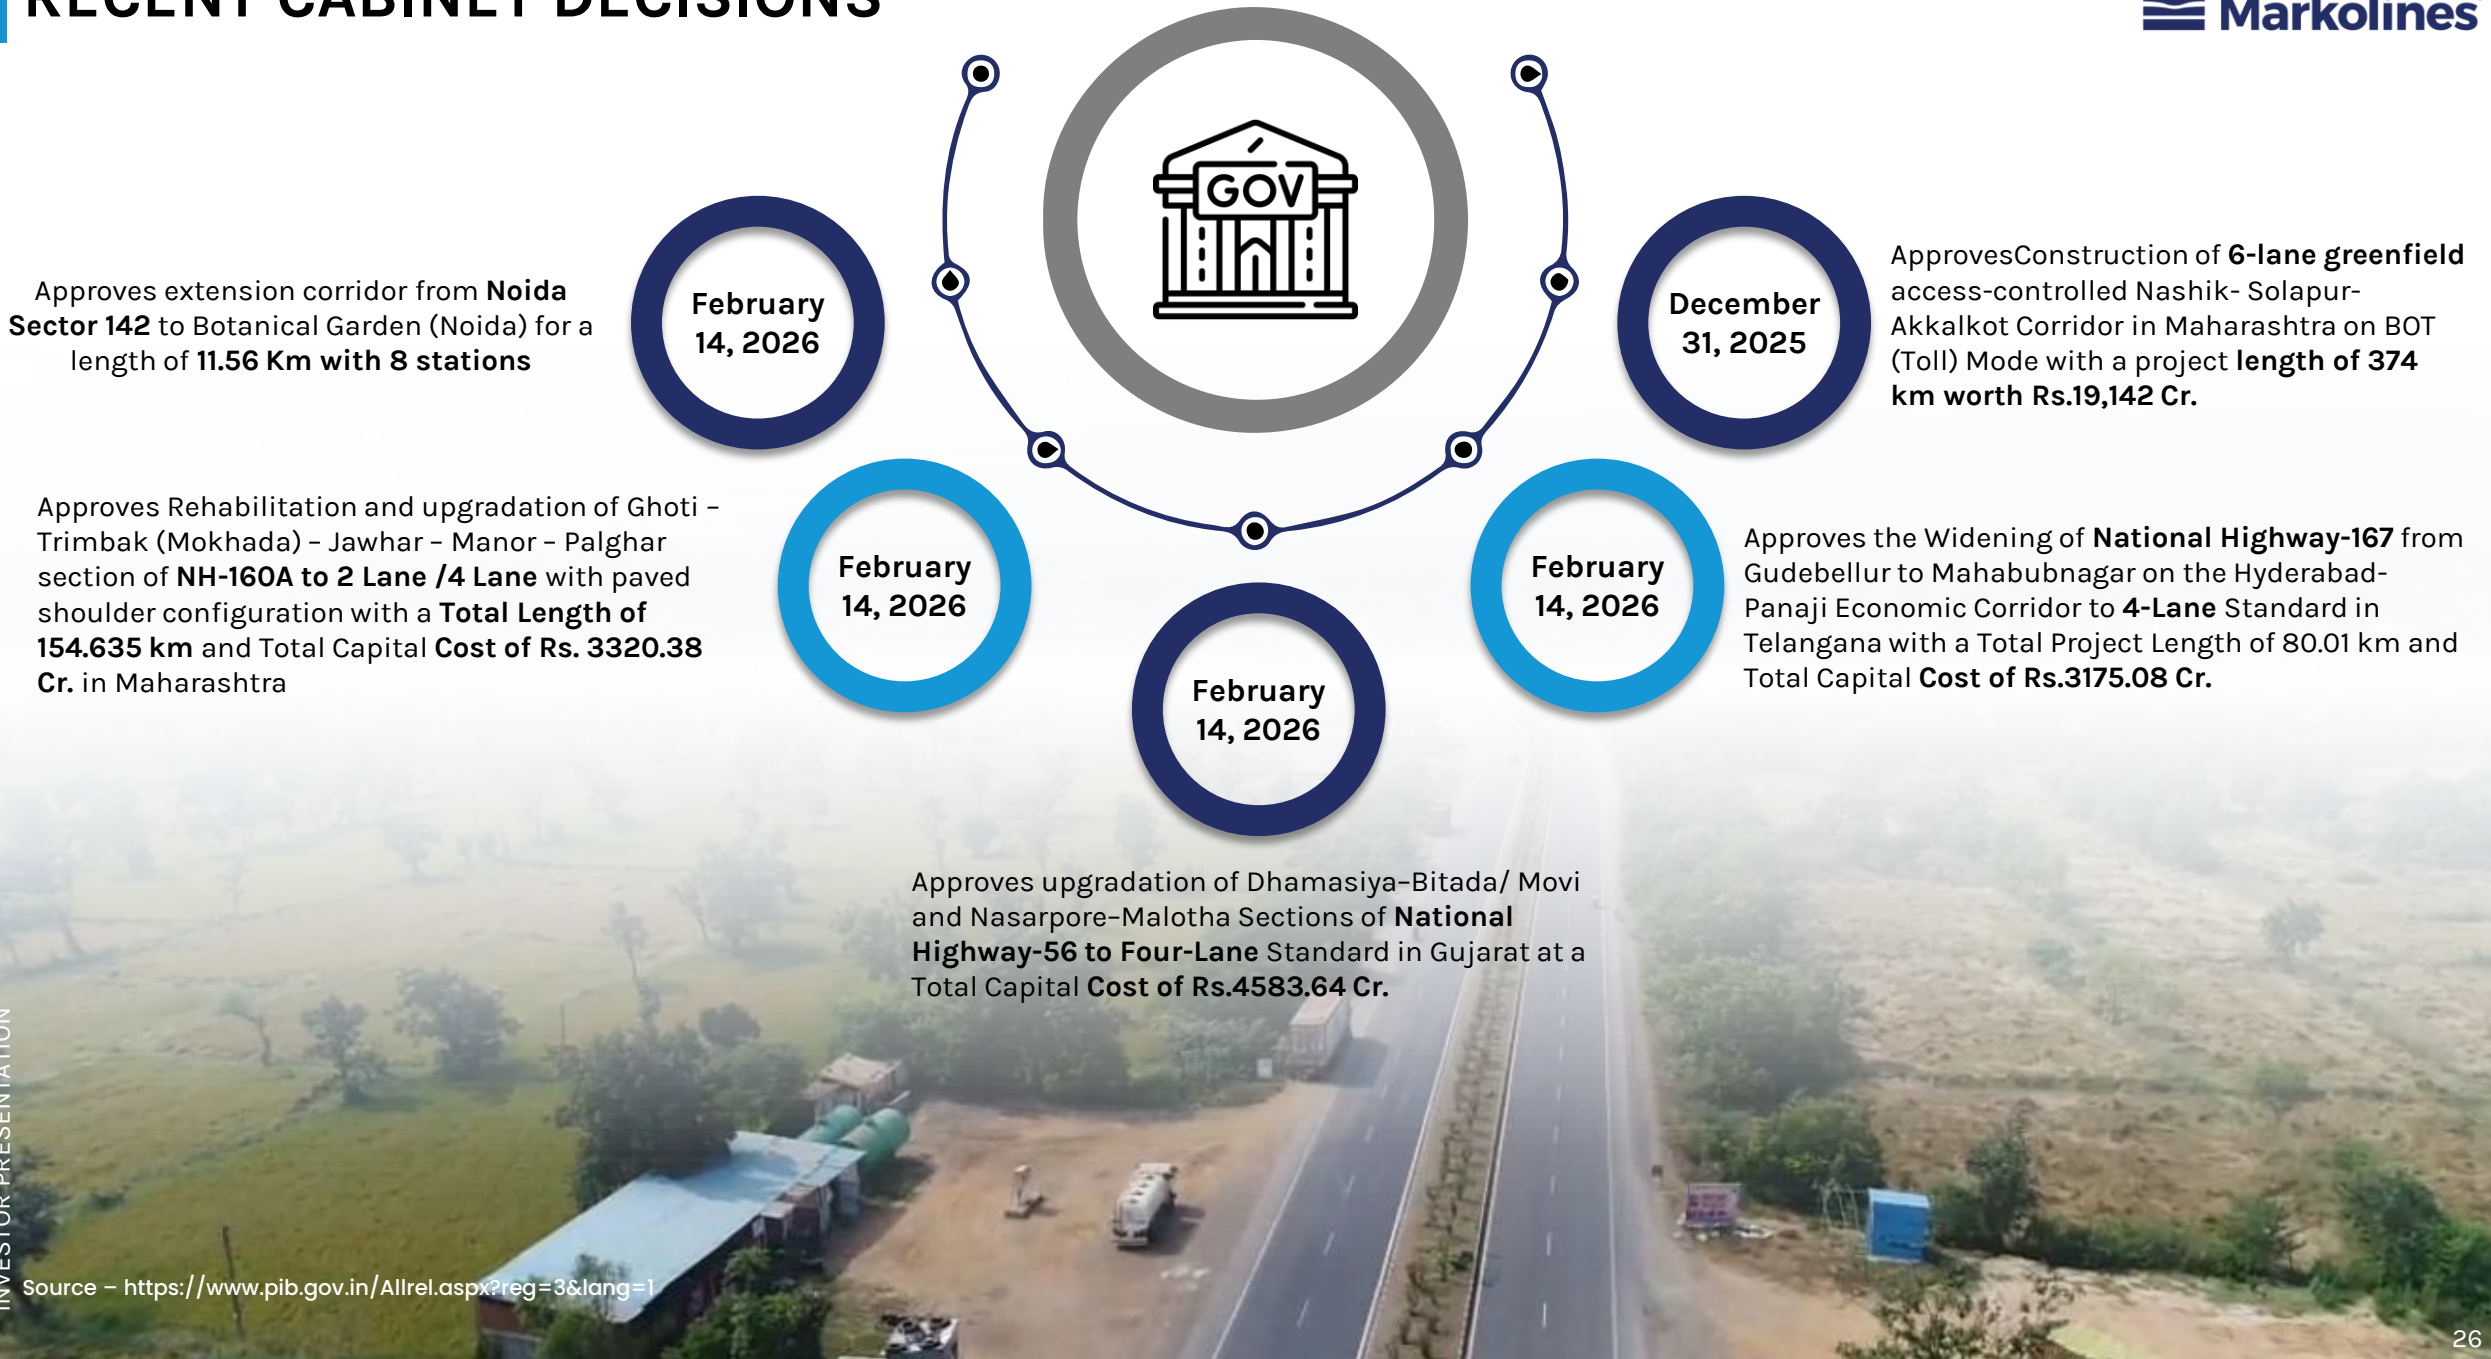 RECENT CABINET DECISIONS
Markolines
GOV
February
14, 2026
Approves extension corridor from Noida
Sector 142 to Botanical Garden (Noida) for a
length of 11.56 Km with 8 stations
February
14, 2026
Approves Rehabilitation and upgradation of Ghoti –
Trimbak (Mokhada) – Jawhar – Manor – Palghar
section of NH-160A to 2 Lane /4 Lane with paved
shoulder configuration with a Total Length of
154.635 km and Total Capital Cost of Rs. 3320.38
Cr. in Maharashtra
February
14, 2026
Approves upgradation of Dhamasiya–Bitada/ Movi
and Nasarpore–Malotha Sections of National
Highway-56 to Four-Lane Standard in Gujarat at a
Total Capital Cost of Rs.4583.64 Cr.
February
14, 2026
Approves the Widening of National Highway-167 from
Gudebellur to Mahabubnagar on the Hyderabad-
Panaji Economic Corridor to 4-Lane Standard in
Telangana with a Total Project Length of 80.01 km and
Total Capital Cost of Rs.3175.08 Cr.
December
31, 2025
ApprovesConstruction of 6-lane greenfield
access-controlled Nashik- Solapur-
Akkalkot Corridor in Maharashtra on BOT
(Toll) Mode with a project length of 374
km worth Rs.19,142 Cr.
INVESTOR PRESENTATION
Source – https://www.pib.gov.in/Allrel.aspx?reg=3&lang=1
26